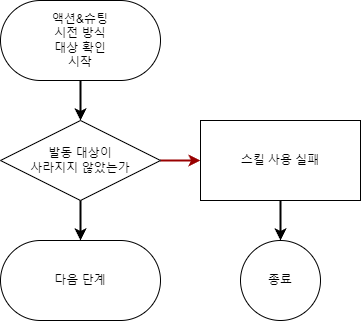 액션&슈팅
시전 방식
대상 확인
시작
발동 대상이
사라지지 않았는가
스킬 사용 실패
다음 단계
종료